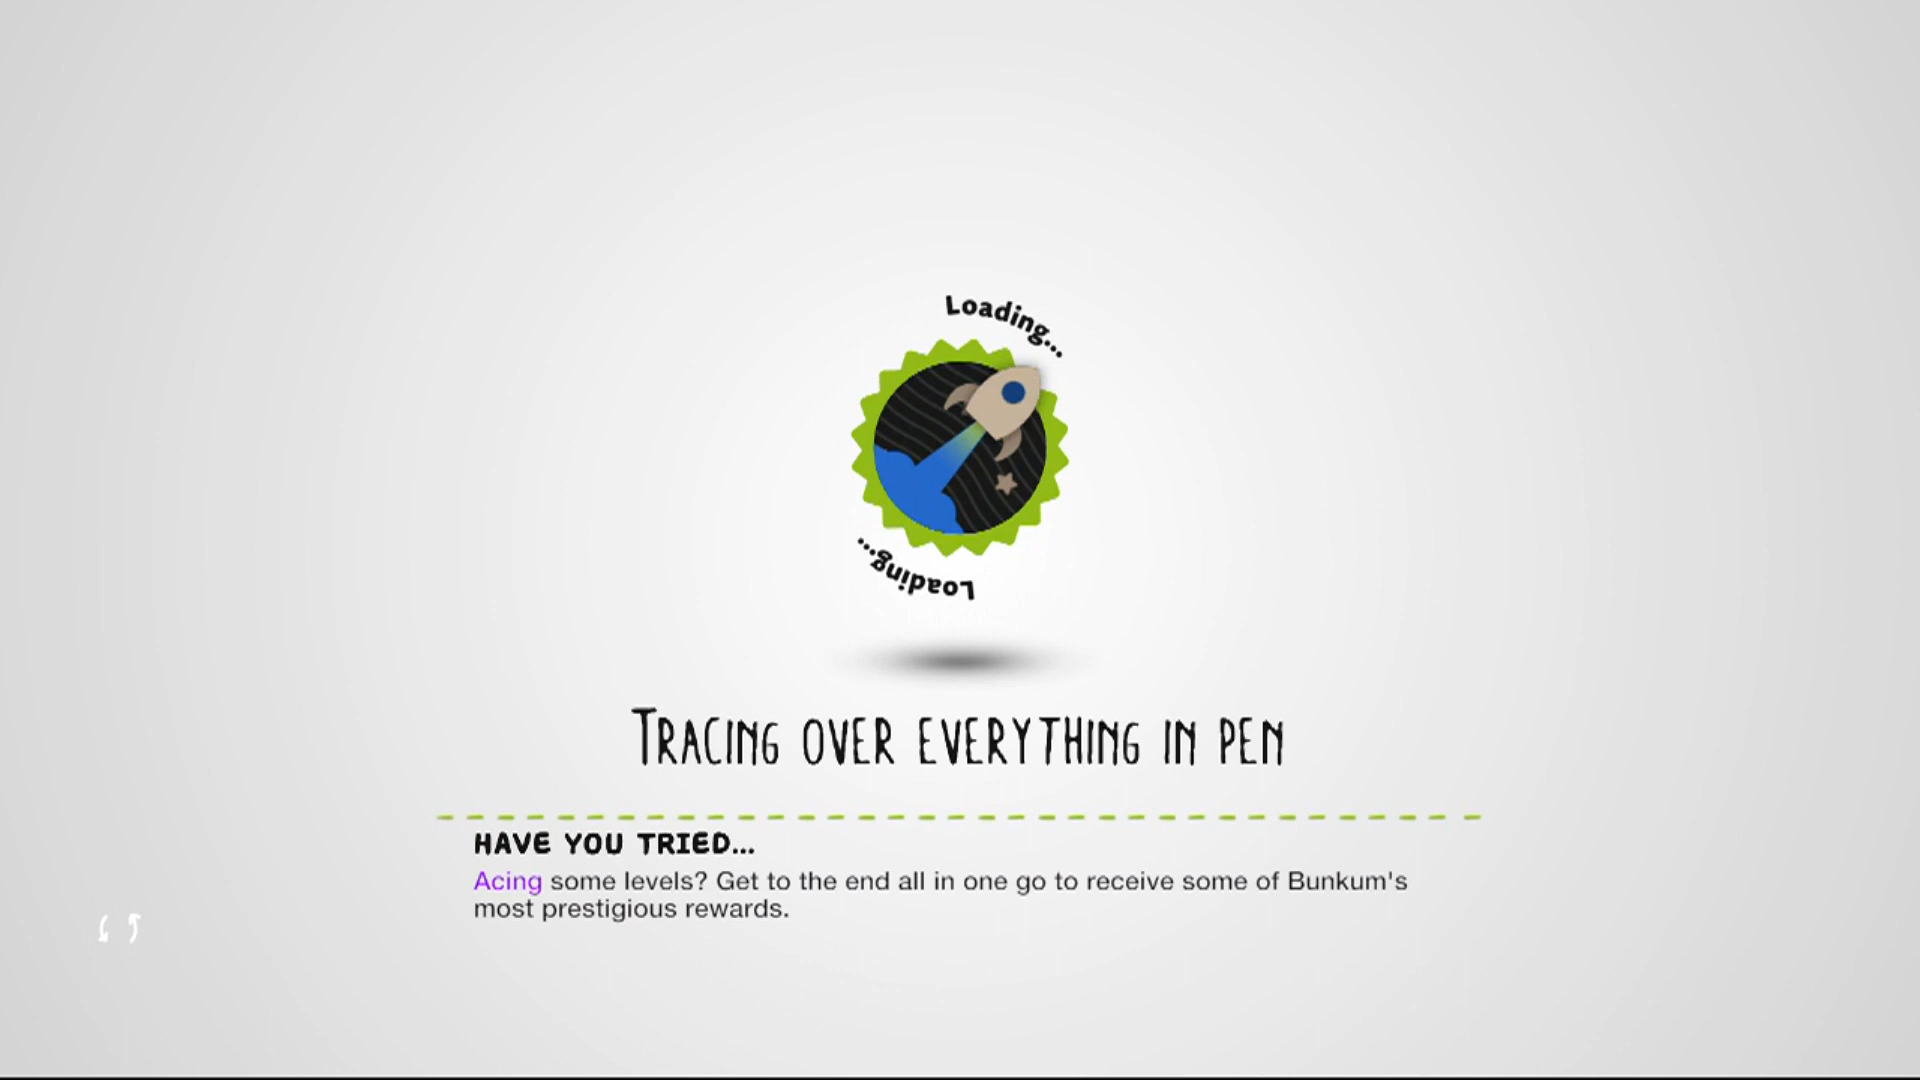 Loading...
Loading...
Tracing over everything in pen
HAVE YOU TRIED...
Acing some levels? Get to the end all in one go to receive some of Bunkum's
most prestigious rewards.